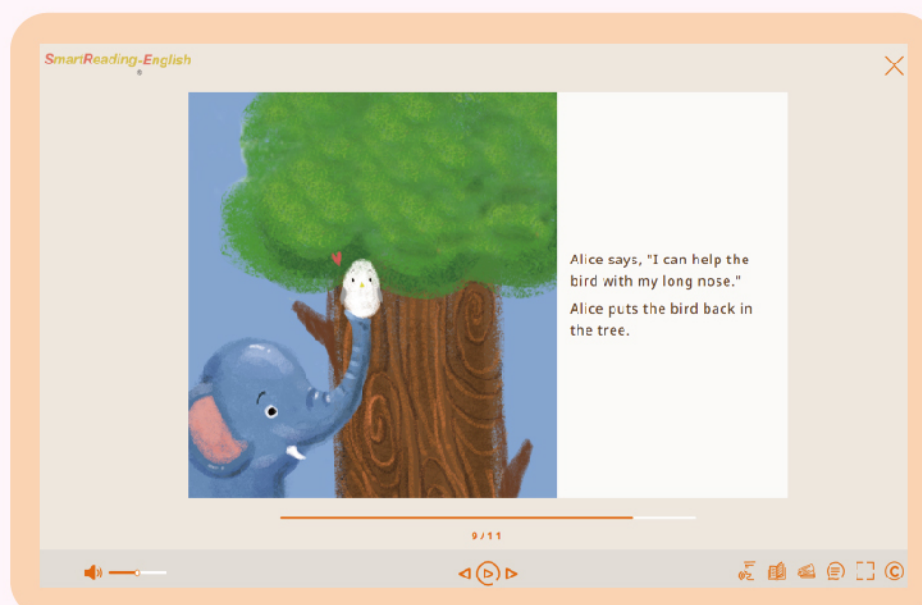 SmartReading-English
®
Alice says, "I can help the
bird with my long nose."
Alice puts the bird back in
the tree.
9/11